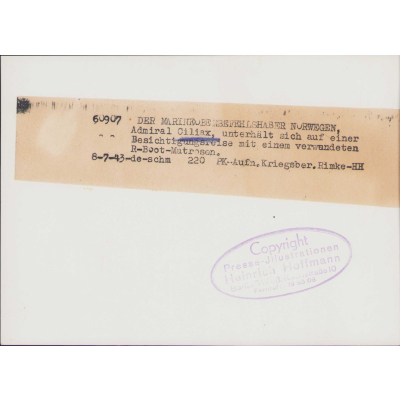 60907 · DER MARINEOBERBEFEHLSHABER NORWEGEN,
- - Admiral Ciliax, unterhält sich auf einer
Besichtigungsreise mit einem verwundeten
R-Boot-Matrosen.
8-7-43-de-schm 220 PK-Aufn. Kriegsber. Rimke-HH
Copyright
Presse-Illustrationen
Heinrich Hoffmann